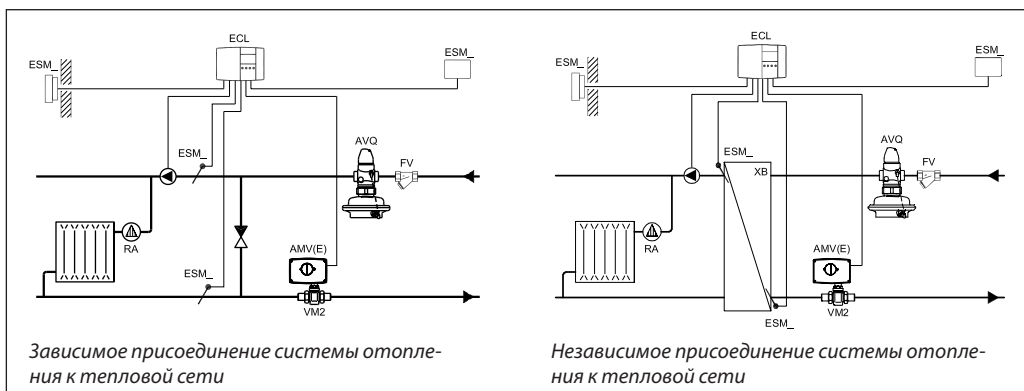 ECL
ESM_
ESM_
ESM_
AVQ
FV
RA
AMV(E)
ESM_
VM2
Зависимое присоединение системы отопле-
ния к тепловой сети
ECL
ESM_
ESM_
ESM_
XB
AVQ
FV
RA
AMV(E)
VM2
ESM_
Независимое присоединение системы отопле-
ния к тепловой сети